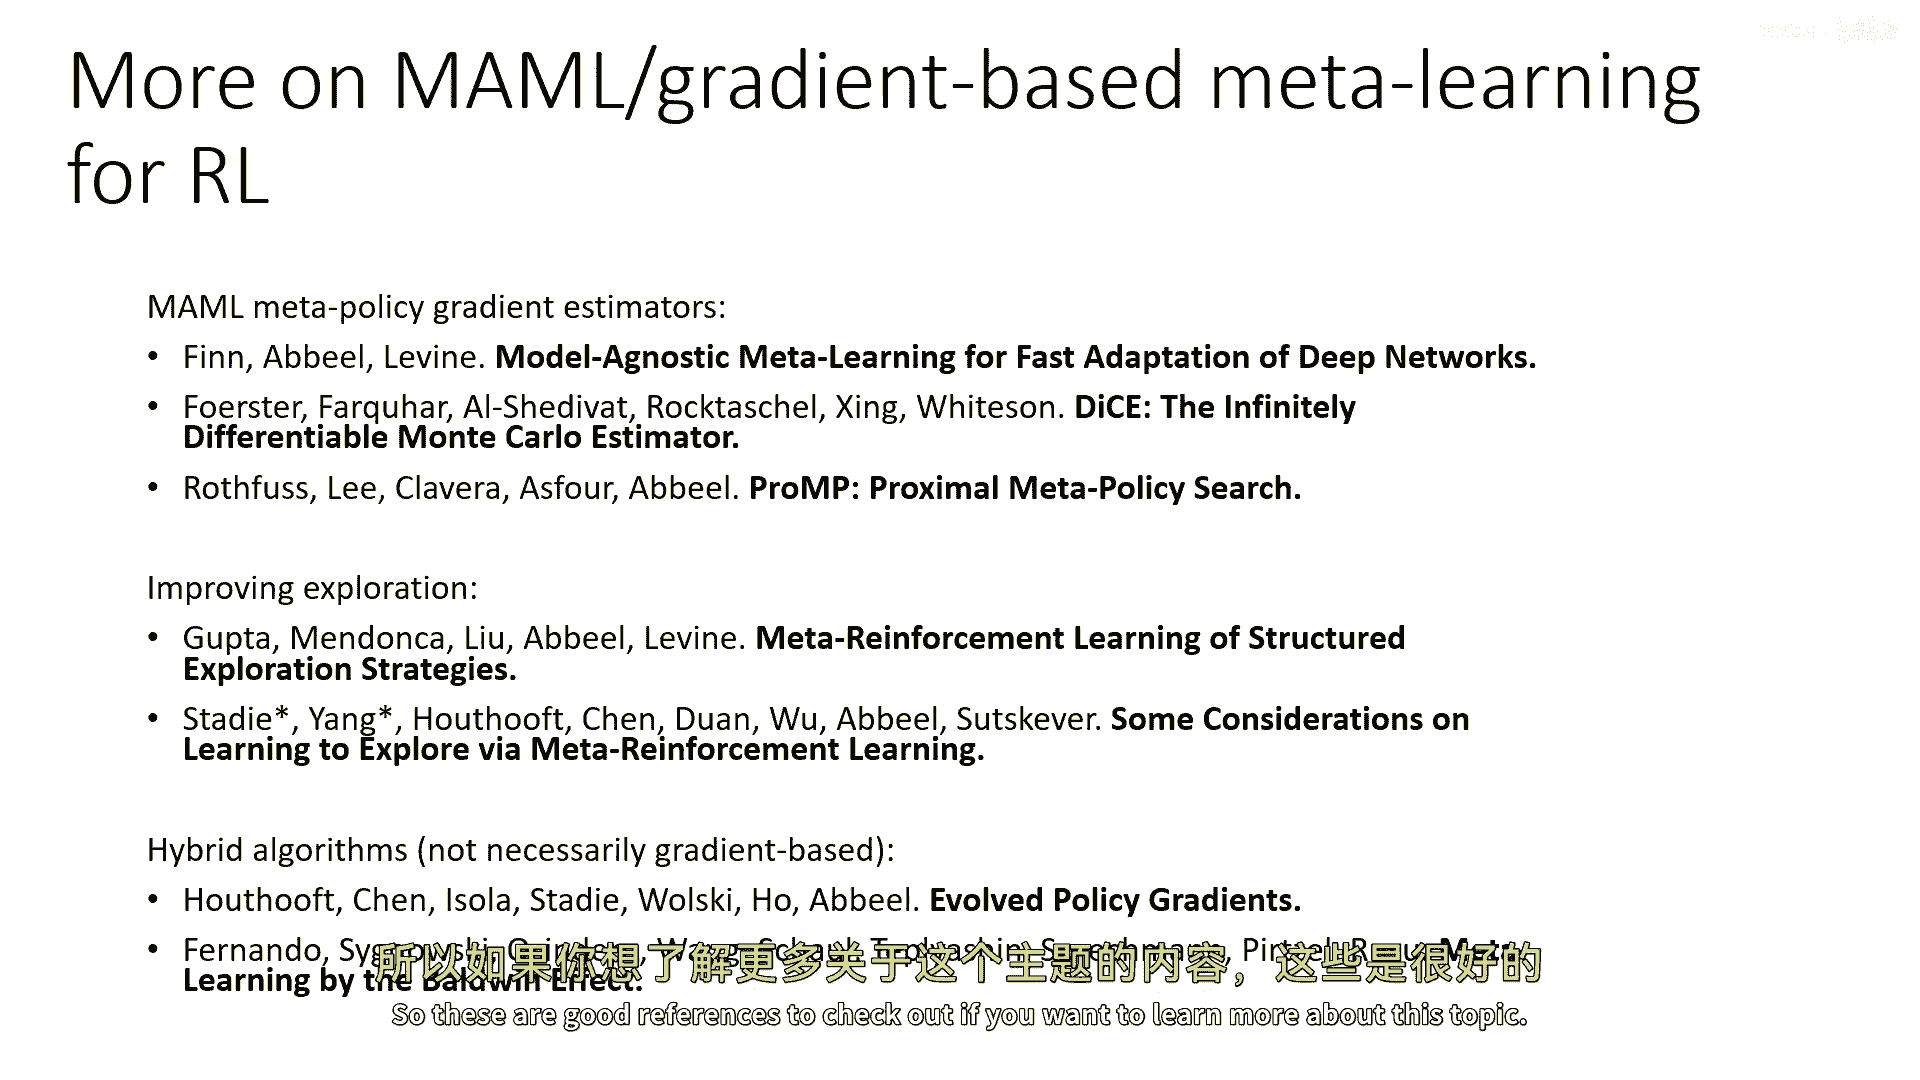 More on MAML/gradient-based meta-learning
for RL
MAML meta-policy gradient estimators:
• Finn, Abbeel, Levine. Model-Agnostic Meta-Learning for Fast Adaptation of Deep Networks.
• Foerster, Farquhar, Al-Shedivat, Rocktaschel, Xing, Whiteson. DiCE: The Infinitely
Differentiable Monte Carlo Estimator.
• Rothfuss, Lee, Clavera, Asfour, Abbeel. ProMP: Proximal Meta-Policy Search.
Improving exploration:
• Gupta, Mendonca, Liu, Abbeel, Levine. Meta-Reinforcement Learning of Structured
Exploration Strategies.
• Stadie*, Yang*, Houthooft, Chen, Duan, Wu, Abbeel, Sutskever. Some Considerations on
Learning to Explore via Meta-Reinforcement Learning.
Hybrid algorithms (not necessarily gradient-based):
• Houthooft, Chen, Isola, Stadie, Wolski, Ho, Abbeel. Evolved Policy Gradients.
• Fernando,
Learning by the Baldwin Effect.
所以如果你想了解更多关于这个主题的内容，这些是很好的
So these are good references to check out if you want to learn more about this topic.